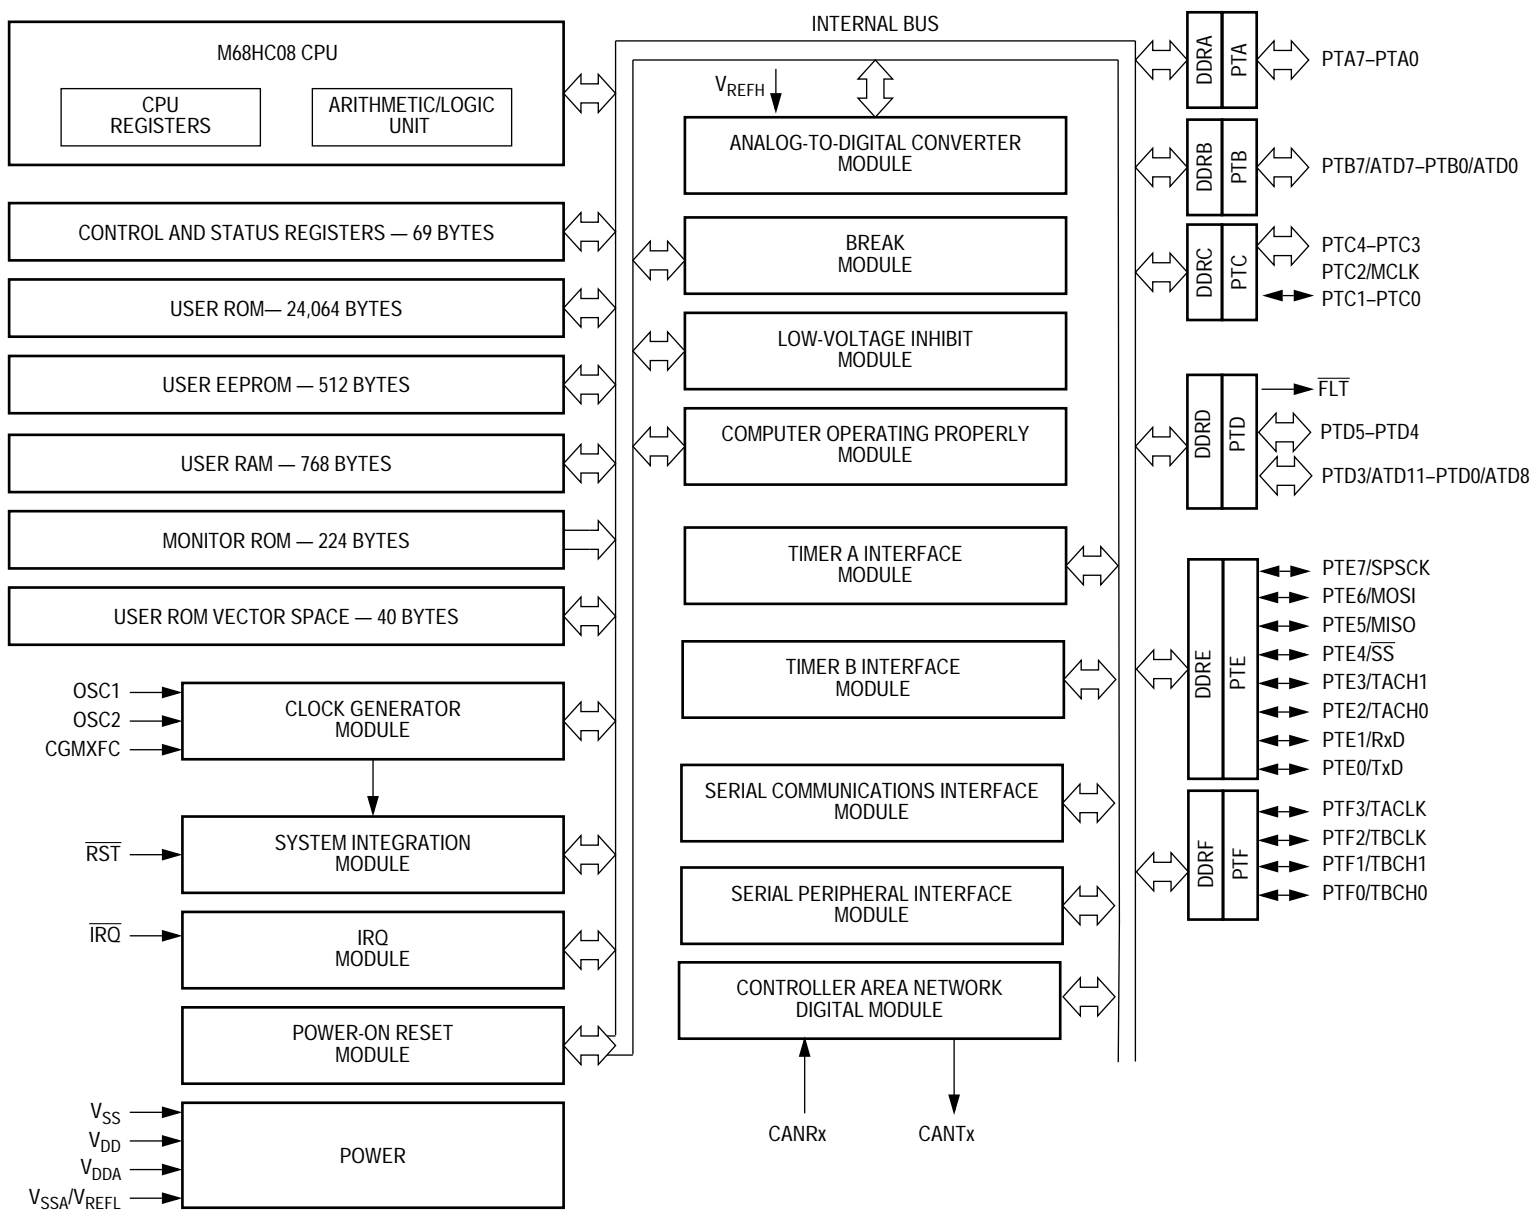 INTERNAL BUS
M68HC08 CPU
CPU
REGISTERS
ARITHMETIC/LOGIC
UNIT
CONTROL AND STATUS REGISTERS — 69 BYTES
USER ROM— 24,064 BYTES
USER EEPROM — 512 BYTES
USER RAM — 768 BYTES
MONITOR ROM — 224 BYTES
USER ROM VECTOR SPACE — 40 BYTES
OSC1
OSC2
CGMXFC
CLOCK GENERATOR
MODULE
RST
SYSTEM INTEGRATION
MODULE
IRQ
IRQ
MODULE
POWER-ON RESET
MODULE
VSS
VDD
VDDA
VSSA/VREFL
POWER
VREFH
ANALOG-TO-DIGITAL CONVERTER
MODULE
BREAK
MODULE
LOW-VOLTAGE INHIBIT
MODULE
COMPUTER OPERATING PROPERLY
MODULE
TIMER A INTERFACE
MODULE
TIMER B INTERFACE
MODULE
SERIAL COMMUNICATIONS INTERFACE
MODULE
SERIAL PERIPHERAL INTERFACE
MODULE
CONTROLLER AREA NETWORK
DIGITAL MODULE
CANRx
CANTx
DDRA
PTA
PTA7–PTA0
DDRB
PTB
PTB7/ATD7–PTB0/ATD0
DDRC
PTC
PTC4–PTC3
PTC2/MCLK
PTC1–PTC0
DDRD
PTD
FLT
PTD5–PTD4
PTD3/ATD11–PTD0/ATD8
DDRE
PTE
PTE7/SPSCK
PTE6/MOSI
PTE5/MISO
PTE4/SS
PTE3/TACH1
PTE2/TACH0
PTE1/RxD
PTE0/TxD
DDRF
PTF
PTF3/TACLK
PTF2/TBCLK
PTF1/TBCH1
PTF0/TBCH0